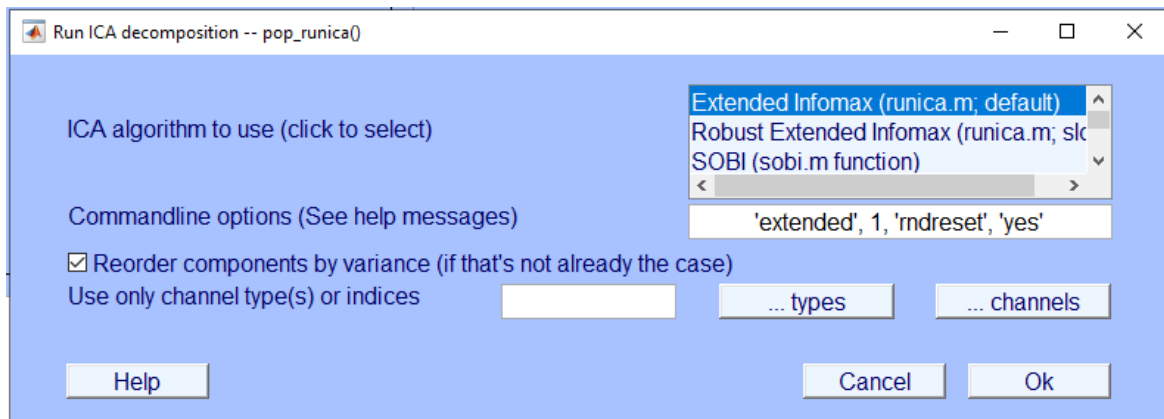 Run ICA decomposition -- pop_runica()
ICA algorithm to use (click to select)
Extended Infomax (runica.m; default)
Robust Extended Infomax (runica.m; slo
SOBI (sobi.m function)
Commandline options (See help messages)
'extended', 1, 'rndreset', 'yes'
Reorder components by variance (if that's not already the case)
Use only channel type(s) or indices
... types
... channels
Help
Cancel
Ok